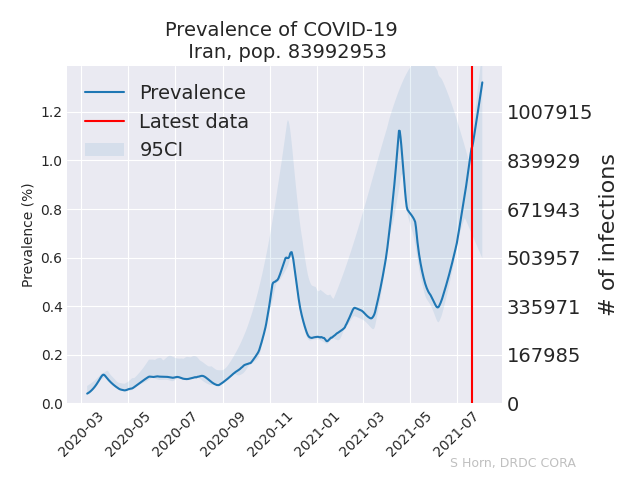 Prevalence of COVID-19
Iran, pop. 83992953
Prevalence
Latest data
95CI
Prevalence (%)
1.2
1.0
0.8
0.6
0.4
0.2
0.0
1007915
839929
671943
503957
335971
167985
0
# of infections
2020-03
2020-05
2020-07
2020-09
2020-11
2021-01
2021-03
2021-05
2021-07
S Horn, DRDC CORA